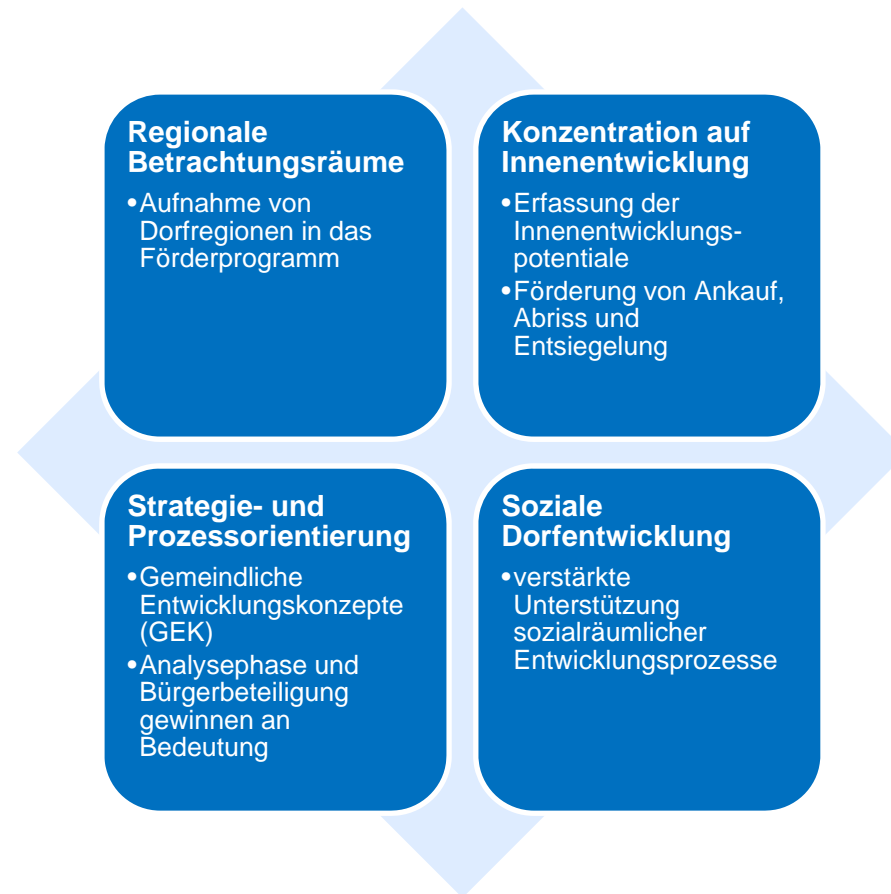 Regionale
Betrachtungsräume
•Aufnahme von
Dorfregionen in das
Förderprogramm
Konzentration auf
Innenentwicklung
•Erfassung der
Innenentwicklungs-
potentiale
•Förderung von Ankauf,
Abriss und
Entsiegelung
Strategie- und
Prozessorientierung
•Gemeindliche
Entwicklungskonzepte
(GEK)
•Analysephase und
Bürgerbeteiligung
gewinnen an
Bedeutung
Soziale
Dorfentwicklung
•verstärkte
Unterstützung
sozialräumlicher
Entwicklungsprozesse